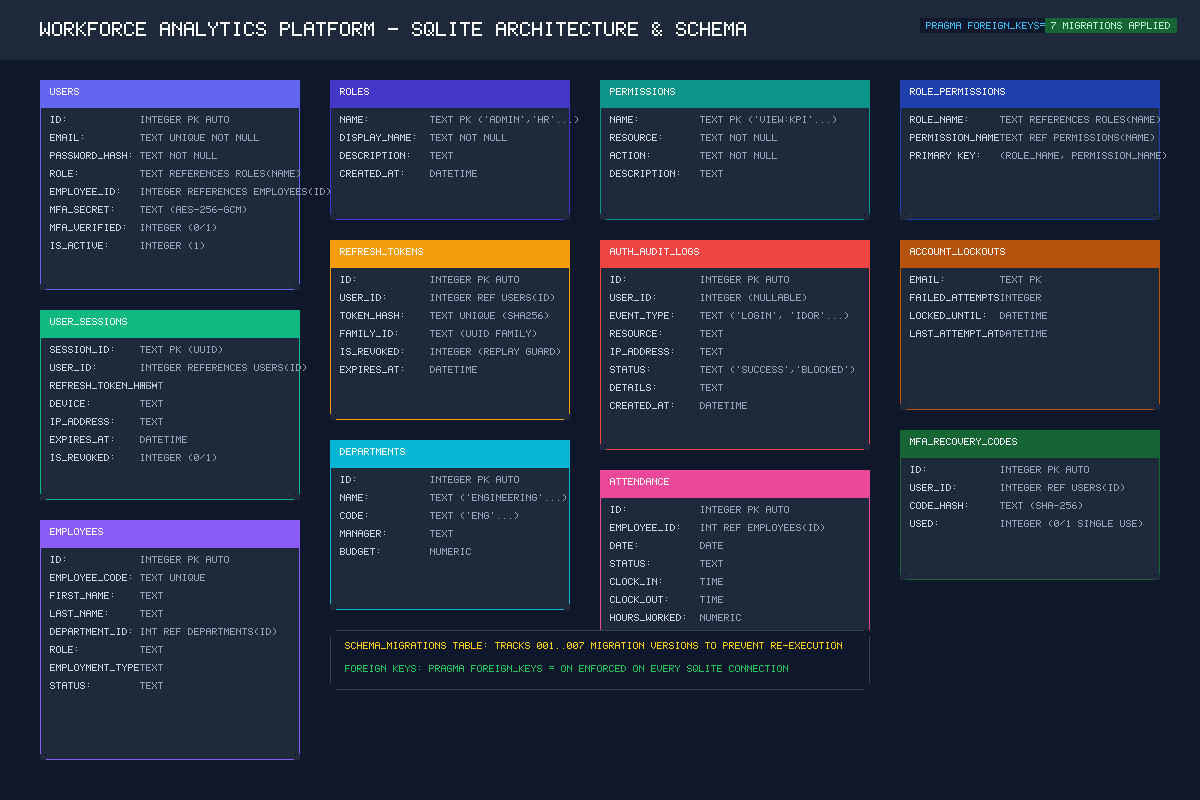 WORKFORCE ANALYTICS PLATFORM - SQLITE ARCHITECTURE & SCHEMA
PRAGMA FOREIGN_KEYS= 7 MIGRATIONS APPLIED
USERS
ID: INTEGER PK AUTO
EMAIL: TEXT UNIQUE NOT NULL
PASSWORD_HASH: TEXT NOT NULL
ROLE: TEXT REFERENCES ROLES(NAME)
EMPLOYEE_ID: INTEGER REFERENCES EMPLOYEES(ID)
MFA_SECRET: TEXT (AES-256-GCM)
MFA_VERIFIED: INTEGER (0/1)
IS_ACTIVE: INTEGER (1)
ROLES
NAME: TEXT PK ('ADMIN','HR'...)
DISPLAY_NAME: TEXT NOT NULL
DESCRIPTION: TEXT
CREATED_AT: DATETIME
PERMISSIONS
NAME: TEXT PK ('VIEW:KPI'...)
RESOURCE: TEXT NOT NULL
ACTION: TEXT NOT NULL
DESCRIPTION: TEXT
ROLE_PERMISSIONS
ROLE_NAME: TEXT REFERENCES ROLES(NAME)
PERMISSION_NAME TEXT REF PERMISSIONS(NAME)
PRIMARY KEY: (ROLE_NAME, PERMISSION_NAME)
REFRESH_TOKENS
ID: INTEGER PK AUTO
USER_ID: INTEGER REF USERS(ID)
TOKEN_HASH: TEXT UNIQUE (SHA256)
FAMILY_ID: TEXT (UUID FAMILY)
IS_REVOKED: INTEGER (REPLAY GUARD)
EXPIRES_AT: DATETIME
AUTH_AUDIT_LOGS
ID: INTEGER PK AUTO
USER_ID: INTEGER (NULLABLE)
EVENT_TYPE: TEXT ('LOGIN', 'IDOR'...)
RESOURCE: TEXT
IP_ADDRESS: TEXT
STATUS: TEXT ('SUCCESS','BLOCKED')
DETAILS: TEXT
CREATED_AT: DATETIME
ACCOUNT_LOCKOUTS
EMAIL: TEXT PK
FAILED_ATTEMPTS INTEGER
LOCKED_UNTIL: DATETIME
LAST_ATTEMPT_AT DATETIME
USER_SESSIONS
SESSION_ID: TEXT PK (UUID)
USER_ID: INTEGER REFERENCES USERS(ID)
REFRESH_TOKEN_
DEVICE: TEXT
IP_ADDRESS: TEXT
EXPIRES_AT: DATETIME
IS_REVOKED: INTEGER (0/1)
DEPARTMENTS
ID: INTEGER PK AUTO
NAME: TEXT ('ENGINEERING'...)
CODE: TEXT ('ENG'...)
MANAGER: TEXT
BUDGET: NUMERIC
ATTENDANCE
ID: INTEGER PK AUTO
EMPLOYEE_ID: INT REF EMPLOYEES(ID)
DATE: DATE
STATUS: TEXT
CLOCK_IN: TIME
CLOCK_OUT: TIME
HOURS_WORKED: NUMERIC
MFA_RECOVERY_CODES
ID: INTEGER PK AUTO
USER_ID: INTEGER REF USERS(ID)
CODE_HASH: TEXT (SHA-256)
USED: INTEGER (0/1 SINGLE USE)
EMPLOYEES
ID: INTEGER PK AUTO
EMPLOYEE_CODE: TEXT UNIQUE
FIRST_NAME: TEXT
LAST_NAME: TEXT
DEPARTMENT_ID: INT REF DEPARTMENTS(ID)
ROLE: TEXT
EMPLOYMENT_TYPE TEXT
STATUS: TEXT
SCHEMA_MIGRATIONS TABLE: TRACKS 001..007 MIGRATION VERSIONS TO PREVENT RE-EXECUTION
FOREIGN KEYS: PRAGMA FOREIGN_KEYS = ON ENFORCED ON EVERY SQLITE CONNECTION